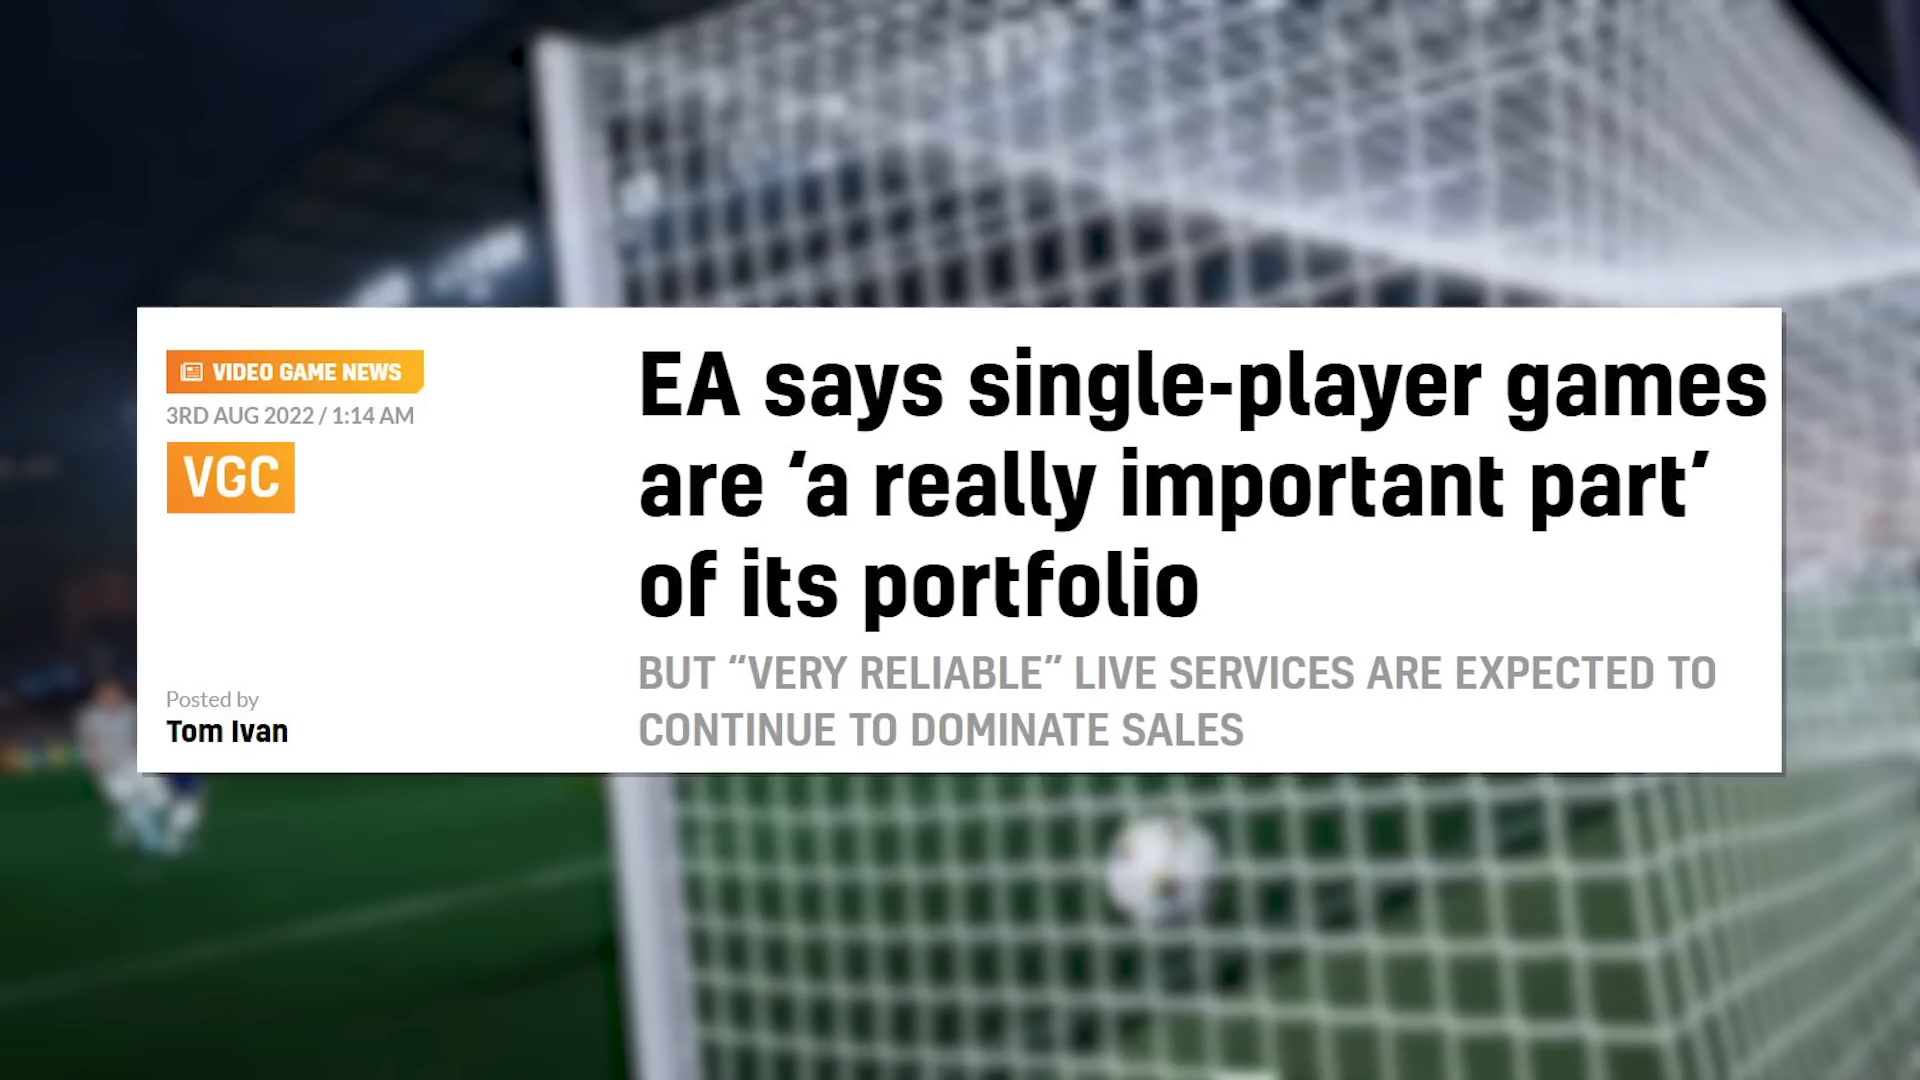 VIDEO GAME NEWS
3RD AUG 2022 / 1:14 AM
VGC
Posted by
Tom Ivan
EA says single-player games
are ‘a really important part’
of its portfolio
BUT “VERY RELIABLE” LIVE SERVICES ARE EXPECTED TO
CONTINUE TO DOMINATE SALES